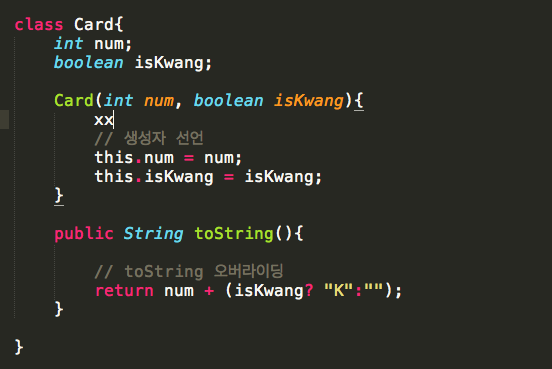 class Card{
int num;
boolean isKwang;
Card(int num, boolean isKwang){
xx
// 생성자 선언
this.num = num;
this.isKwang = isKwang;
}
public String toString(){
// toString 오버라이딩
return num + (isKwang? "K":"");
}
}